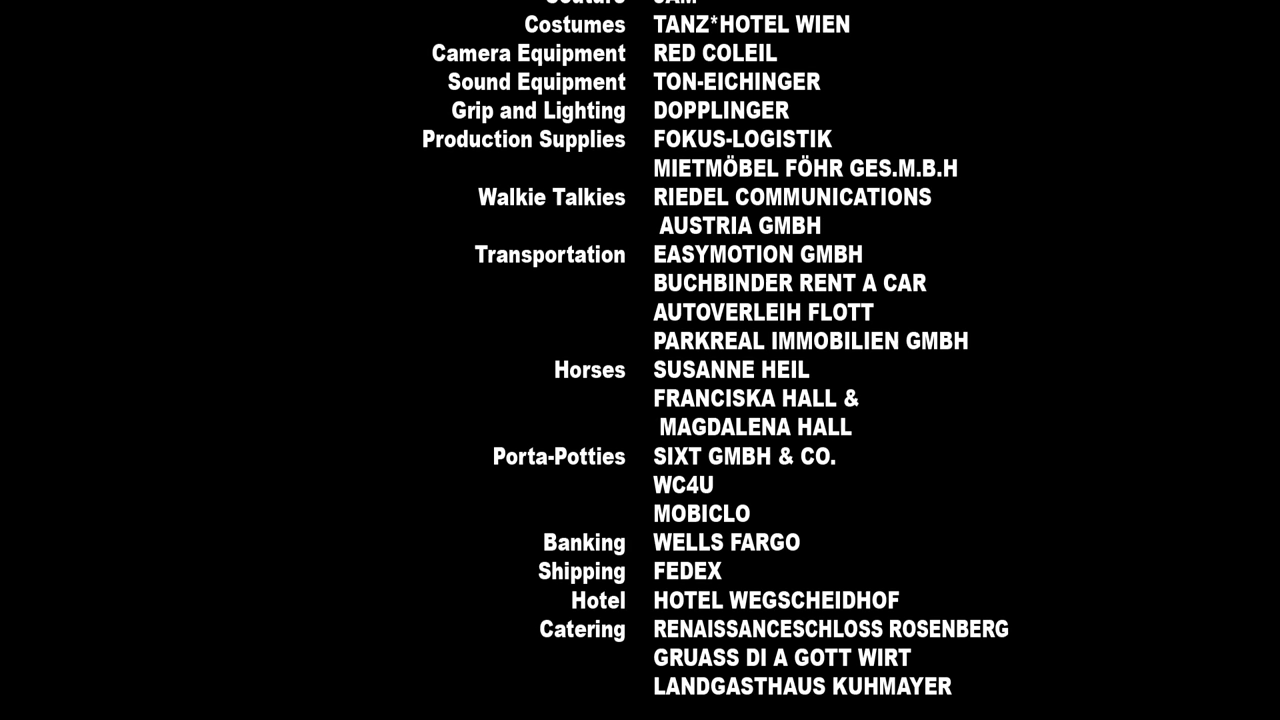 Costumes TANZ*HOTEL WIEN
Camera Equipment RED COLEIL
Sound Equipment TON-EICHINGER
Grip and Lighting DOPPLINGER
Production Supplies FOKUS-LOGISTIK
MIETMÖBEL FÖHR GES.M.B.H
Walkie Talkies RIEDEL COMMUNICATIONS
AUSTRIA GMBH
Transportation EASYMOTION GMBH
BUCHBINDER RENT A CAR
AUTOVERLEIH FLOTT
PARKREAL IMMOBILIEN GMBH
Horses SUSANNE HEIL
FRANCISKA HALL &
MAGDALENA HALL
Porta-Potties SIXT GMBH & CO.
WC4U
MOBICLO
Banking WELLS FARGO
Shipping FEDEX
Hotel HOTEL WEGSCHEIDHOF
Catering RENAISSANCESCHLOSS ROSENBERG
GRUASS DI A GOTT WIRT
LANDGASTHAUS KUHMAYER